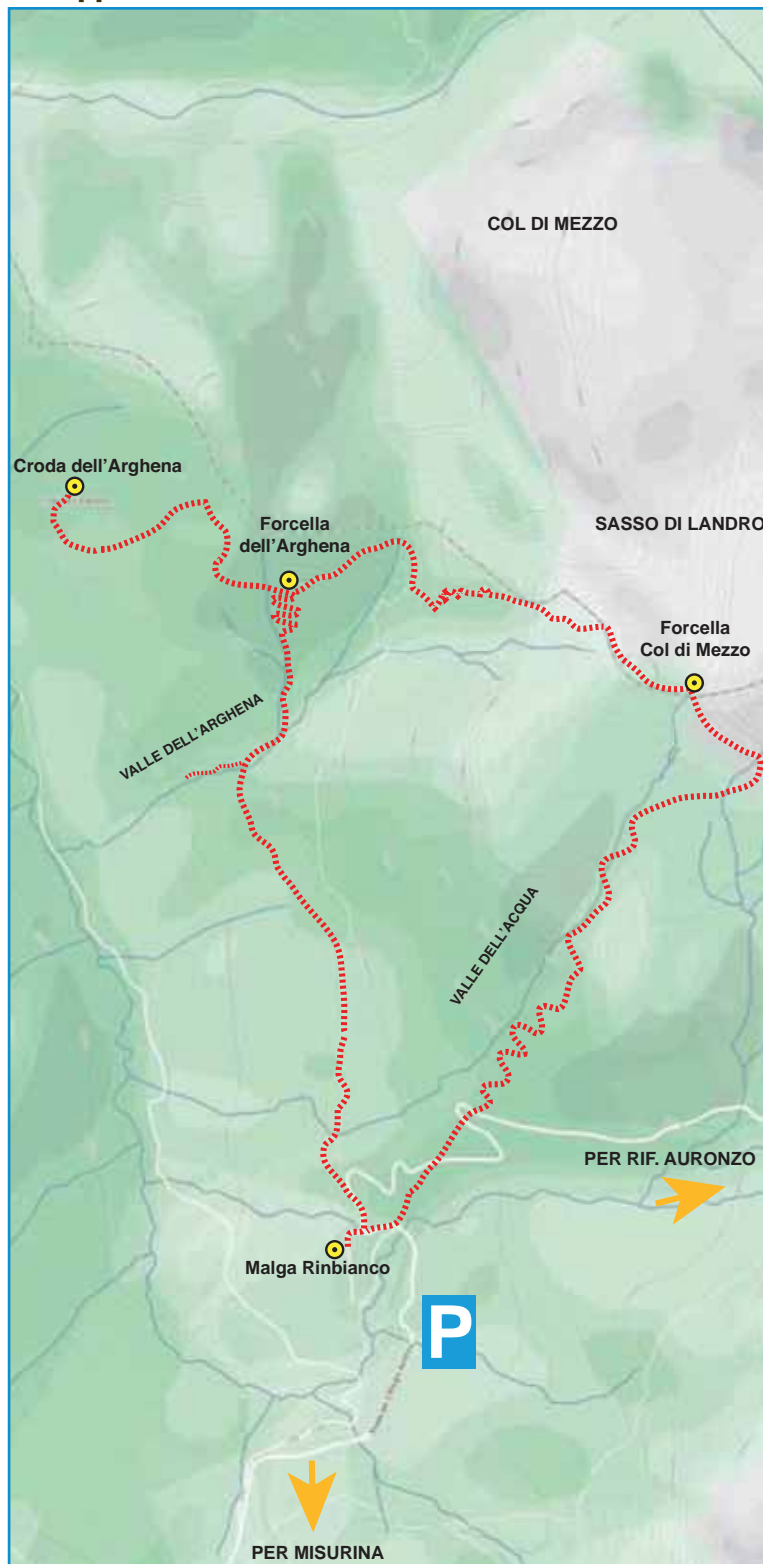 COL DI MEZZO
Croda dell'Arghena
Forcella
dell'Arghena
SASSO DI LANDRO
Forcella
Col di Mezzo
VALLE DELL'ARGHENA
VALLE DELL'ACQUA
PER RIF. AURONZO
Malga Rinbianco
P
PER MISURINA